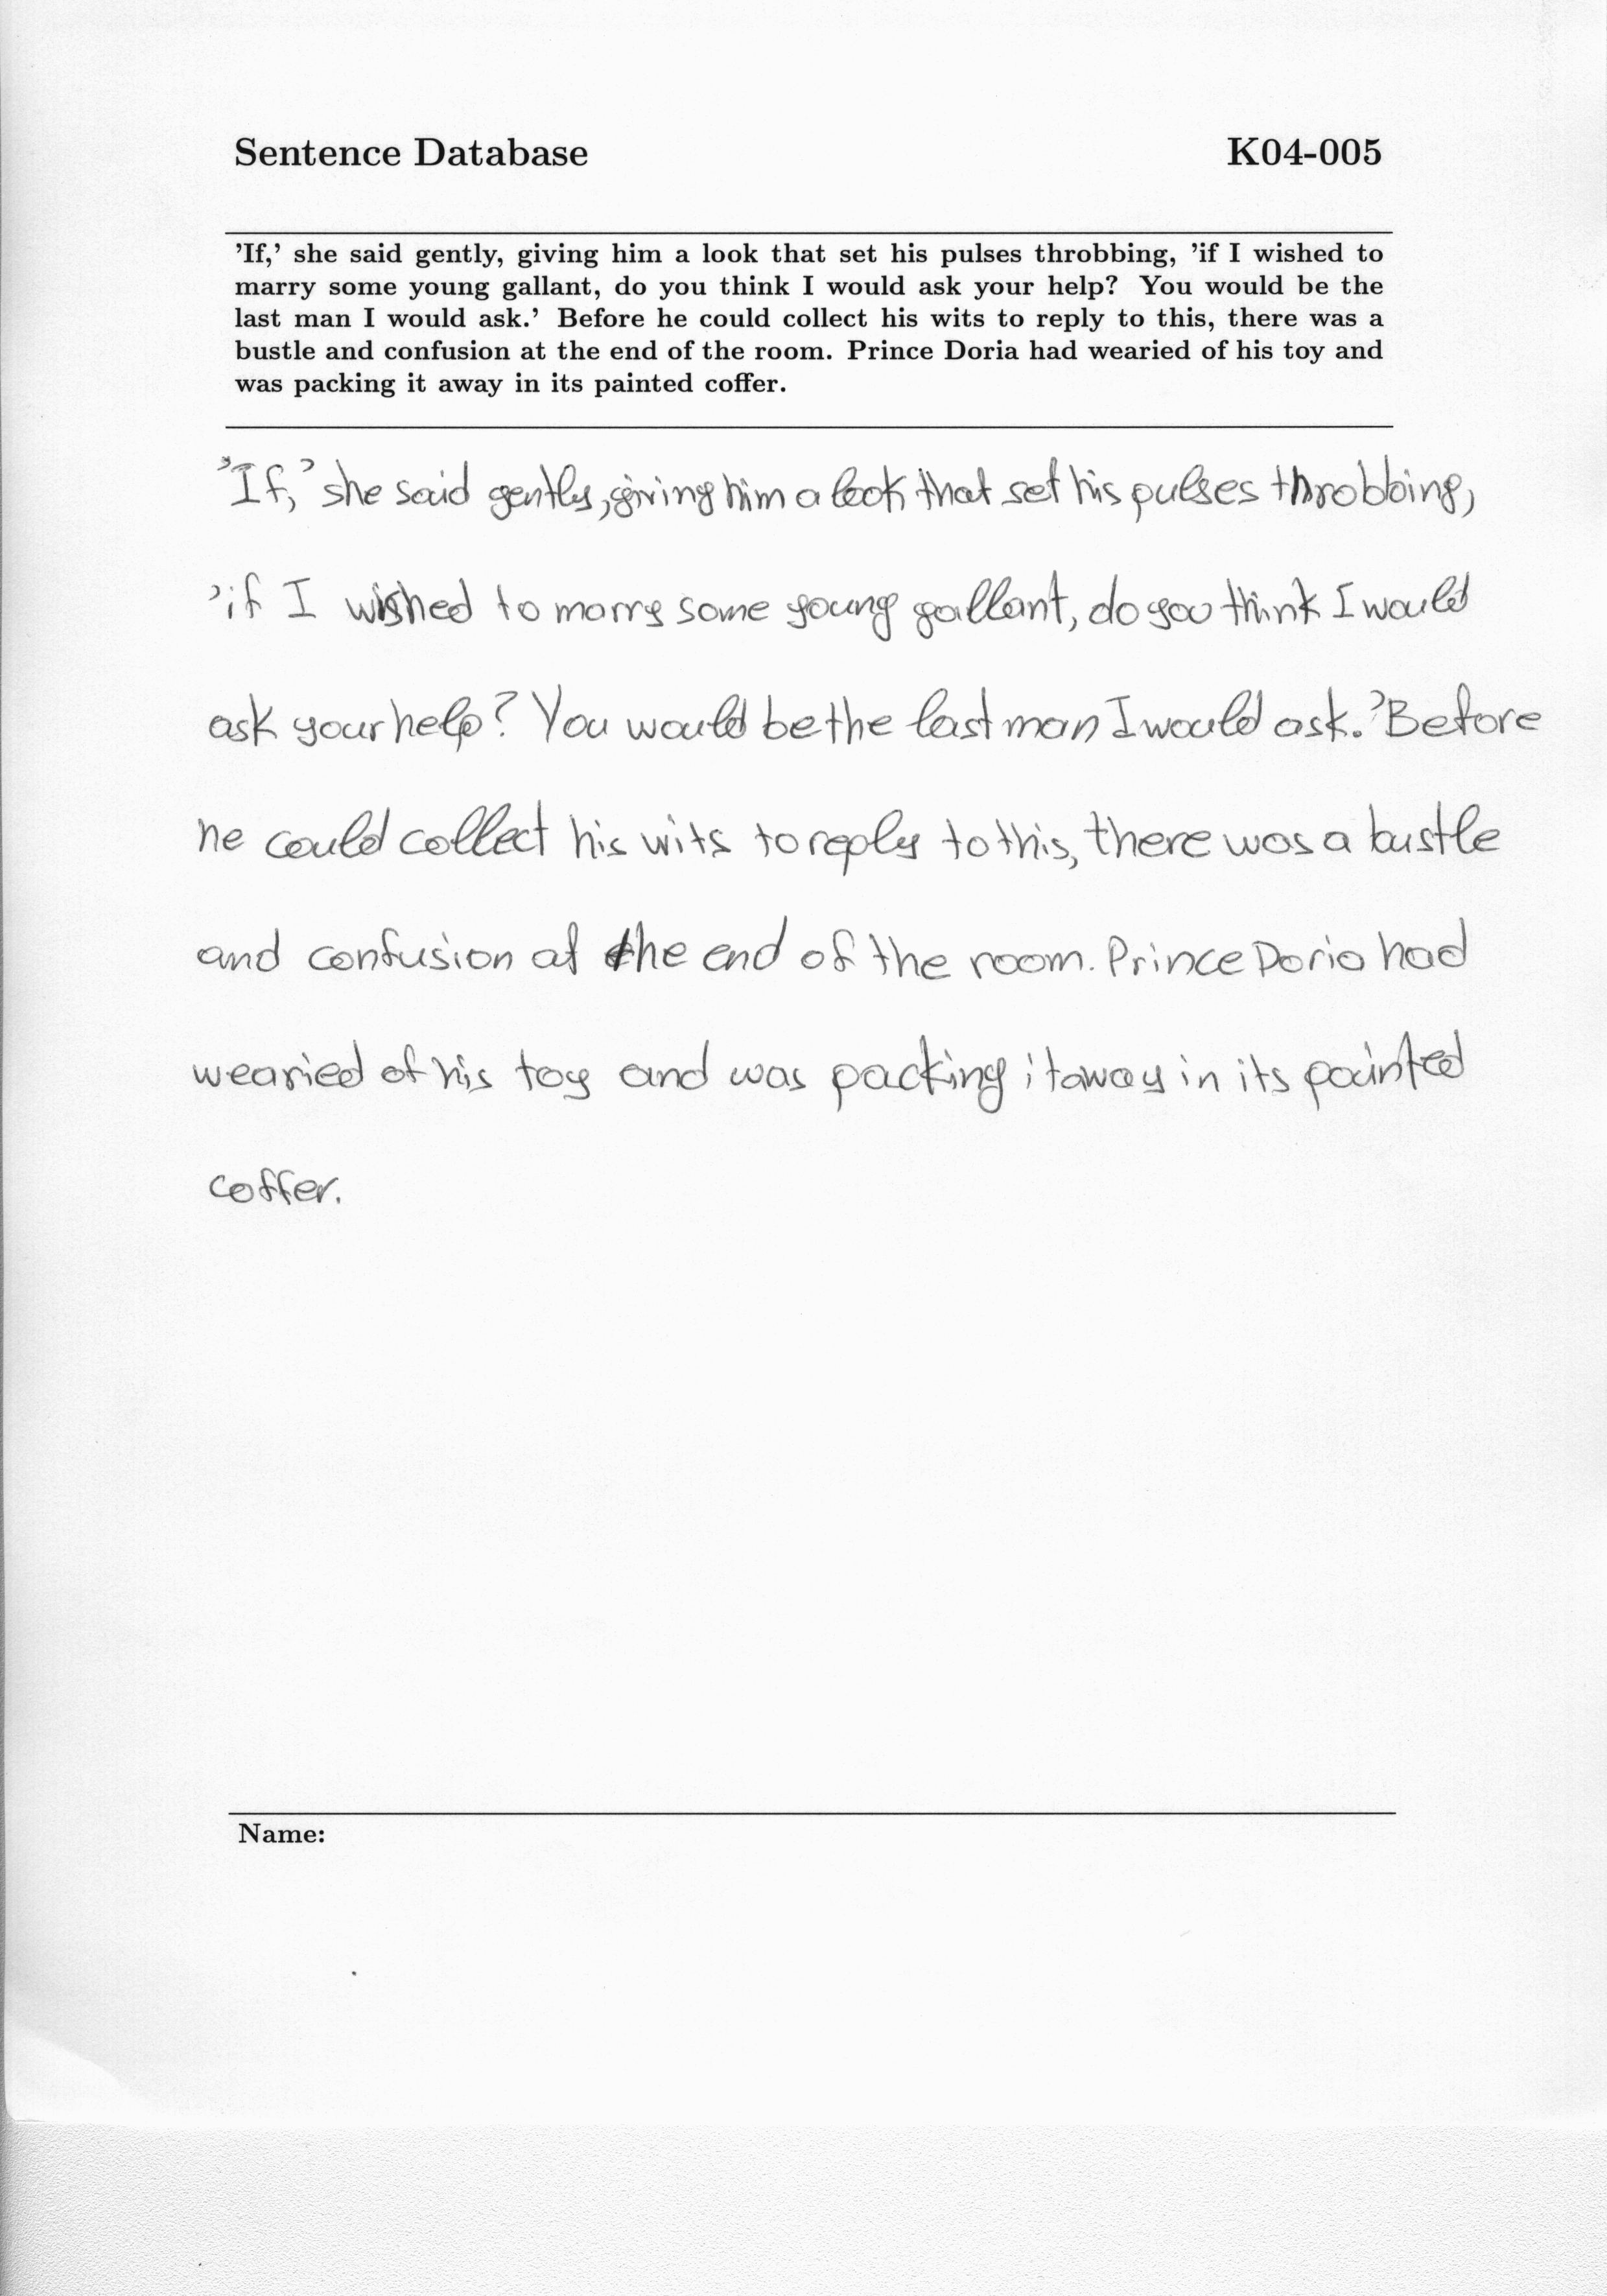 Sentence Database K04-005
'If,' she said gently, giving him a look that set his pulses throbbing, 'if I wished to
marry some young gallant, do you think I would ask your help? You would be the
last man I would ask.' Before he could collect his wits to reply to this, there was a
bustle and confusion at the end of the room. Prince Doria had wearied of his toy and
was packing it away in its painted coffer.
'If,' she said gently, giving him a look that set his pulses throbbing,
'if I wished to marry some young gallant, do you think I would
ask your help? You would be the last man I would ask.' Before
he could collect his wits to reply to this, there was a bustle
and confusion at the end of the room. Prince Doria had
wearied of his toy and was packing it away in its painted
coffer.
Name: